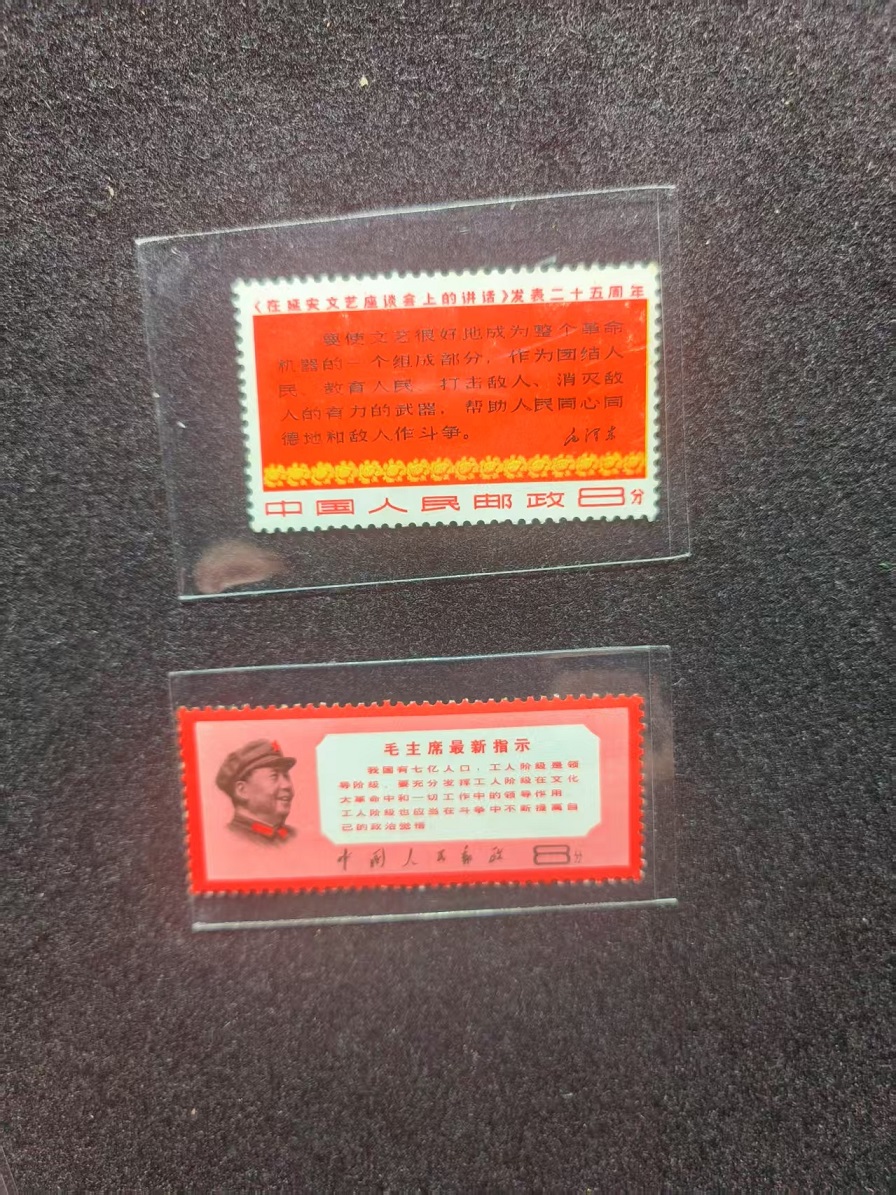 《在延安文艺座谈会上的讲话》发表二十五周年
要使文艺很好地成为整个革命
机器的一个组成部分，作为团结人
民、教育人民、打击敌人、消灭敌
人的有力的武器，帮助人民同心同
德地和敌人作斗争。
毛泽东
中国人民邮政 8分
毛主席最新指示
我国有七亿人口，工人阶级是领
导阶级。要充分发挥工人阶级在文化
大革命中和一切工作中的领导作用。
工人阶级也应当在斗争中不断提高自
己的政治觉悟。
中国人民邮政 8分